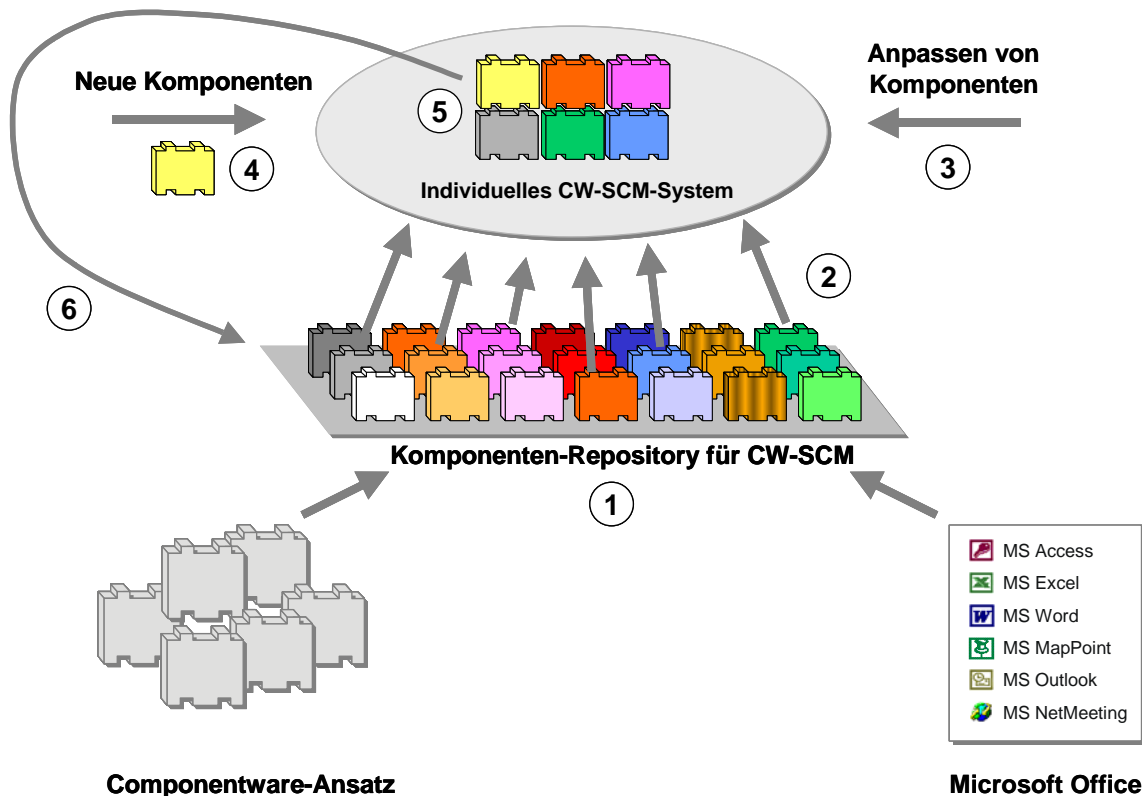 Neue Komponenten
Anpassen von
Komponenten
5
4
3
Individuelles CW-SCM-System
2
6
Komponenten-Repository für CW-SCM
1
MS Access
MS Excel
MS Word
MS MapPoint
MS Outlook
MS NetMeeting
Componentware-Ansatz
Microsoft Office